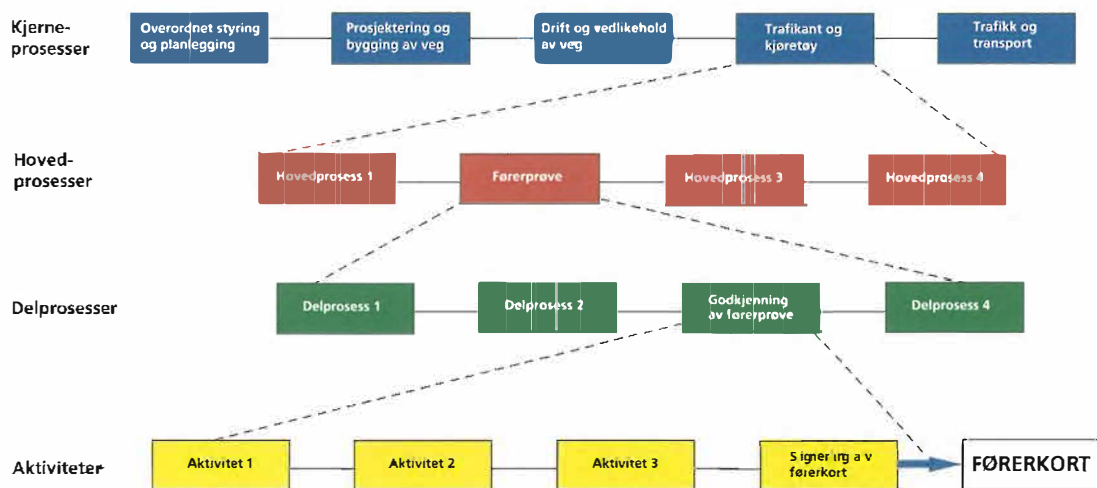 Kjerne-
prosesser
Overordnet styring
og planlegging
Prosjektering og
bygging av veg
Drift og vedlikehold
av veg
Trafikant og
kjøretøy
Trafikk og
transport
Hoved-
prosesser
Hovedprosess 1
Førerprøve
Hovedprosess 3
Hovedprosess 4
Delprosesser
Delprosess 1
Delprosess 2
Godkjenning
av førerprøve
Delprosess 4
Aktiviteter
Aktivitet 1
Aktivitet 2
Aktivitet 3
Signering av
førerkort
FØRERKORT